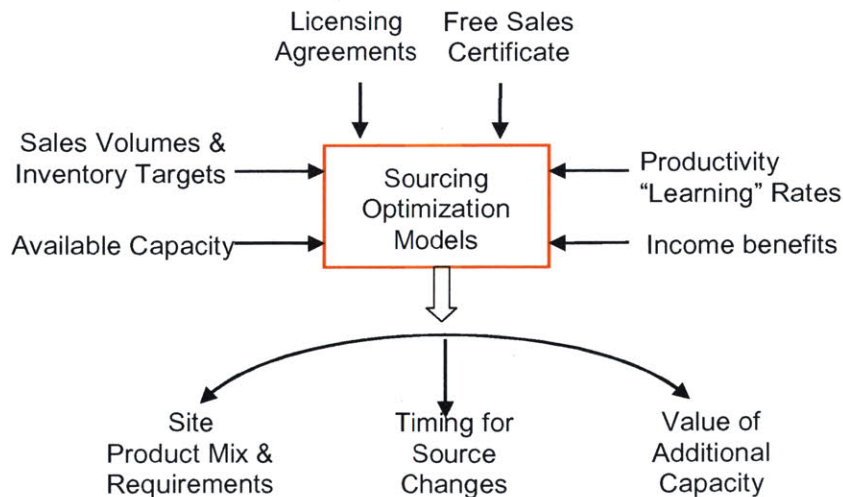 Licensing
Agreements
Free Sales
Certificate
Sales Volumes &
Inventory Targets
Available Capacity
Sourcing
Optimization
Models
Productivity
“Learning” Rates
Income benefits
Site
Product Mix &
Requirements
Timing for
Source
Changes
Value of
Additional
Capacity